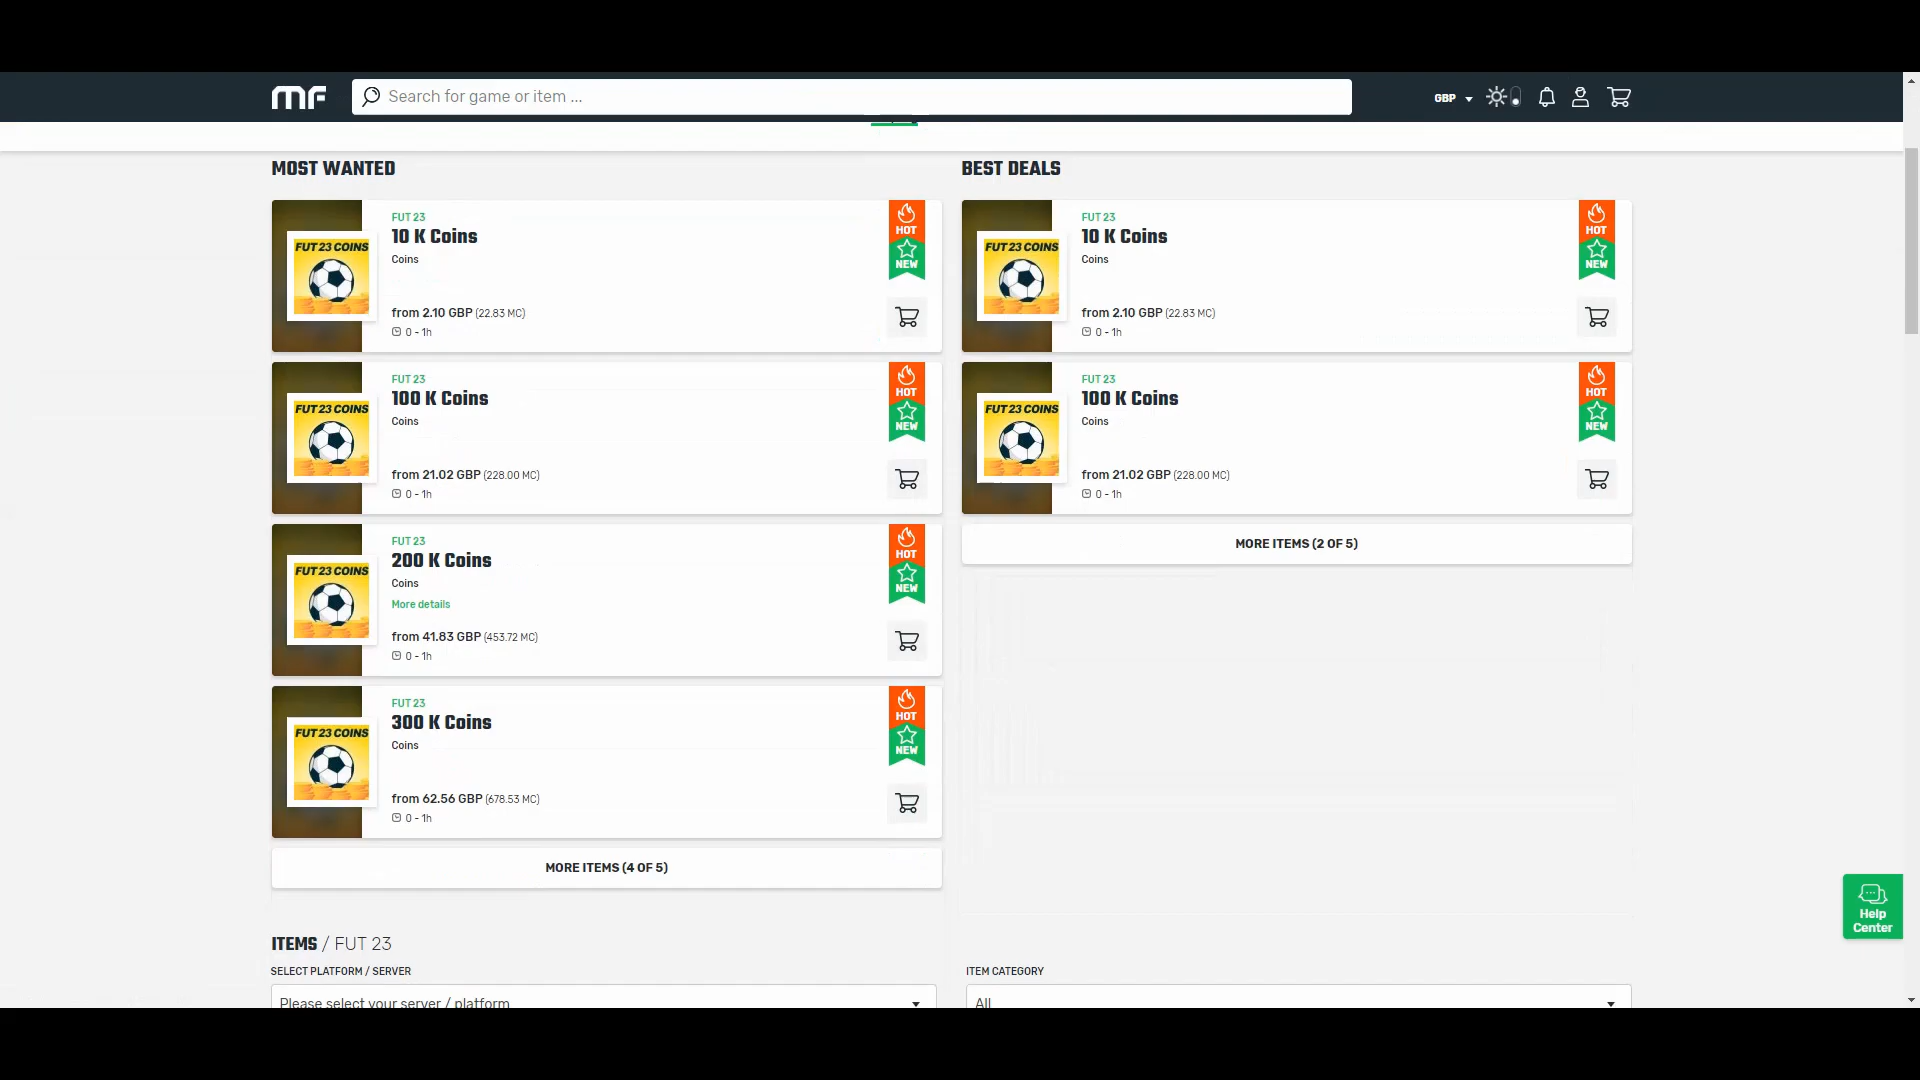 MF
Search for game or item ...
GBP
MOST WANTED
FUT 23 COINS
FUT 23
10 K Coins
Coins
from 2.10 GBP (22.83 MC)
0 - 1h
HOT
NEW
FUT 23 COINS
FUT 23
100 K Coins
Coins
from 21.02 GBP (228.00 MC)
0 - 1h
HOT
NEW
FUT 23 COINS
FUT 23
200 K Coins
Coins
More details
from 41.83 GBP (453.72 MC)
0 - 1h
HOT
NEW
FUT 23 COINS
FUT 23
300 K Coins
Coins
from 62.56 GBP (678.53 MC)
0 - 1h
HOT
NEW
MORE ITEMS (4 OF 5)
BEST DEALS
FUT 23 COINS
FUT 23
10 K Coins
Coins
from 2.10 GBP (22.83 MC)
0 - 1h
HOT
NEW
FUT 23 COINS
FUT 23
100 K Coins
Coins
from 21.02 GBP (228.00 MC)
0 - 1h
HOT
NEW
MORE ITEMS (2 OF 5)
ITEMS / FUT 23
SELECT PLATFORM / SERVER
Please select your server / platform
ITEM CATEGORY
All
Help
Center